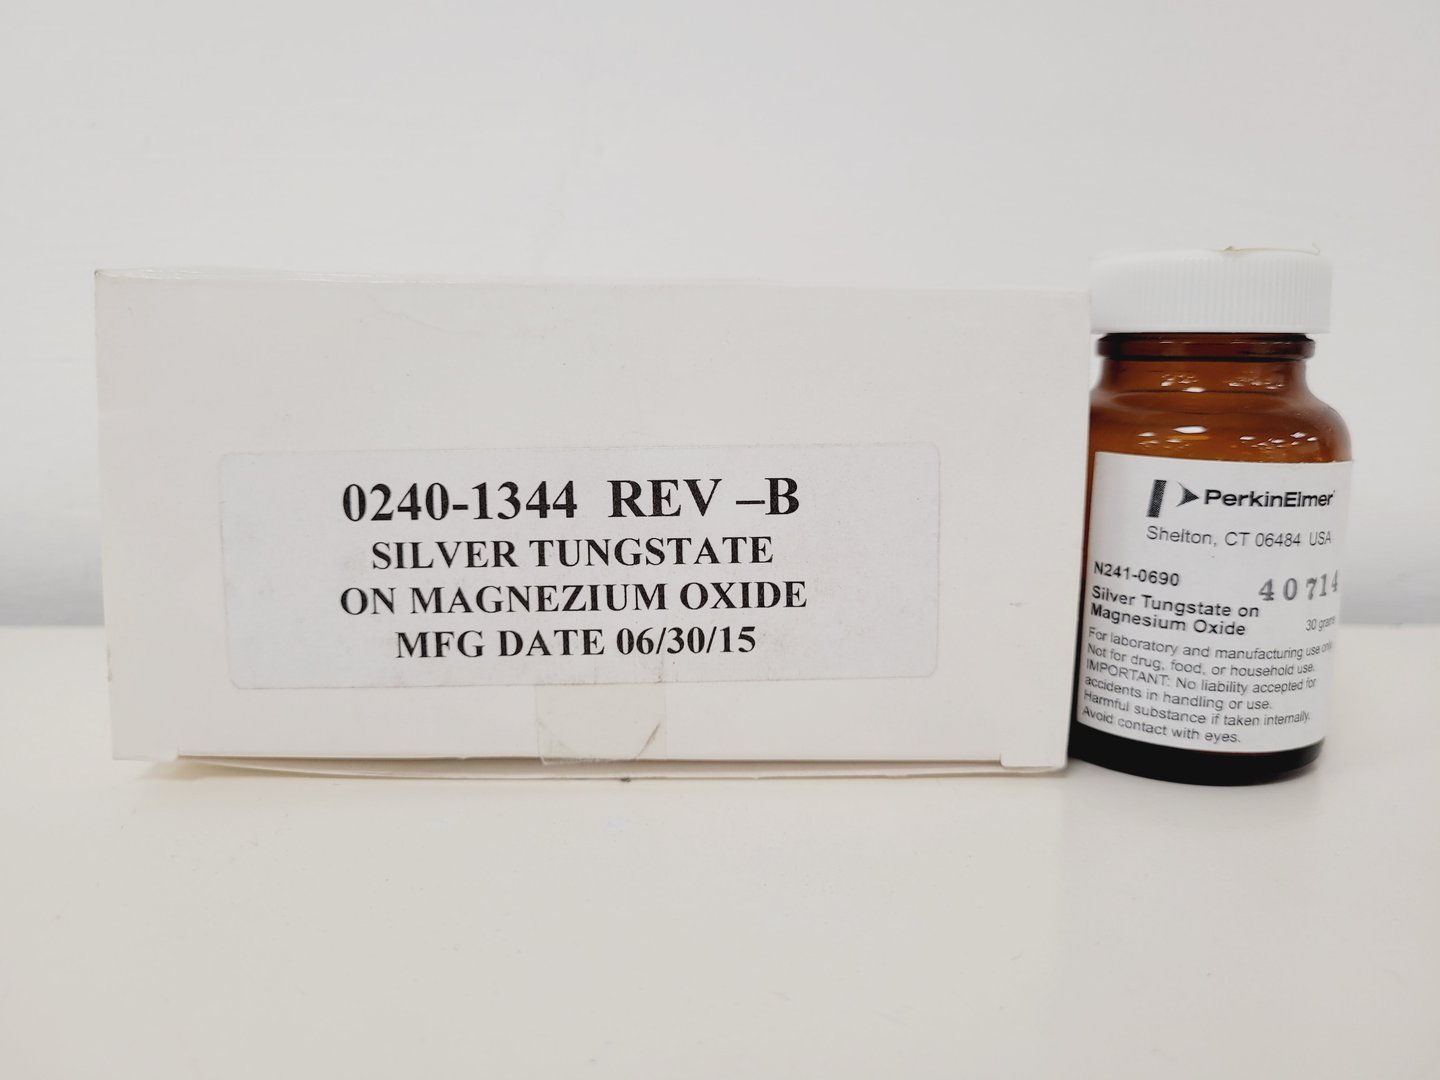 0240-1344 REV –B
SILVER TUNGSTATE
ON MAGNEZIUM OXIDE
MFG DATE 06/30/15
PerkinElmer
Shelton, CT 06484 USA
N241-0690
40714
Silver Tungstate on
Magnesium Oxide
30 grams
For laboratory and manufacturing use only.
Not for drug, food, or household use.
IMPORTANT: No liability accepted for
accidents in handling or use.
Harmful substance if taken internally.
Avoid contact with eyes.